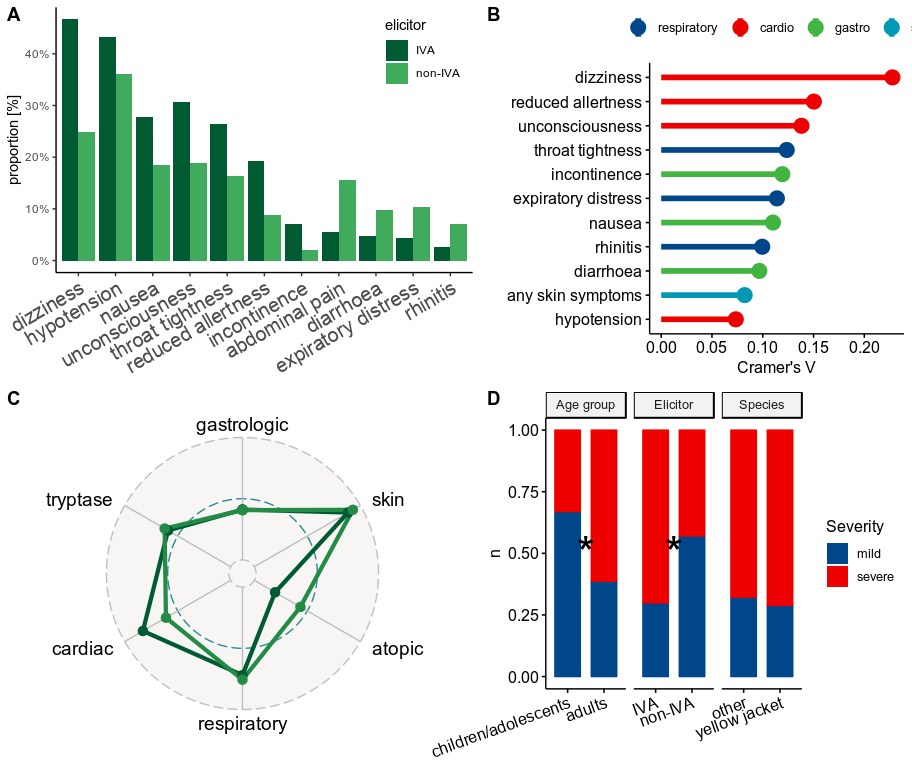 A
elicitor
IVA
non-IVA
proportion [%]
40%
30%
20%
10%
0%
dizziness
hypotension
nausea
unconsciousness
throat tightness
reduced allertness
incontinence
abdominal pain
diarrhoea
expiratory distress
rhinitis
B
respiratory cardio gastro
dizziness
reduced allertness
unconsciousness
throat tightness
incontinence
expiratory distress
nausea
rhinitis
diarrhoea
any skin symptoms
hypotension
0.00 0.05 0.10 0.15 0.20
Cramer's V
C
gastrologic
skin
atopic
respiratory
cardiac
tryptase
D
Age group Elicitor Species
1.00
0.75
0.50
0.25
0.00
n
*
*
children/adolescents
adults
IVA
non-IVA
other
yellow jacket
Severity
mild
severe